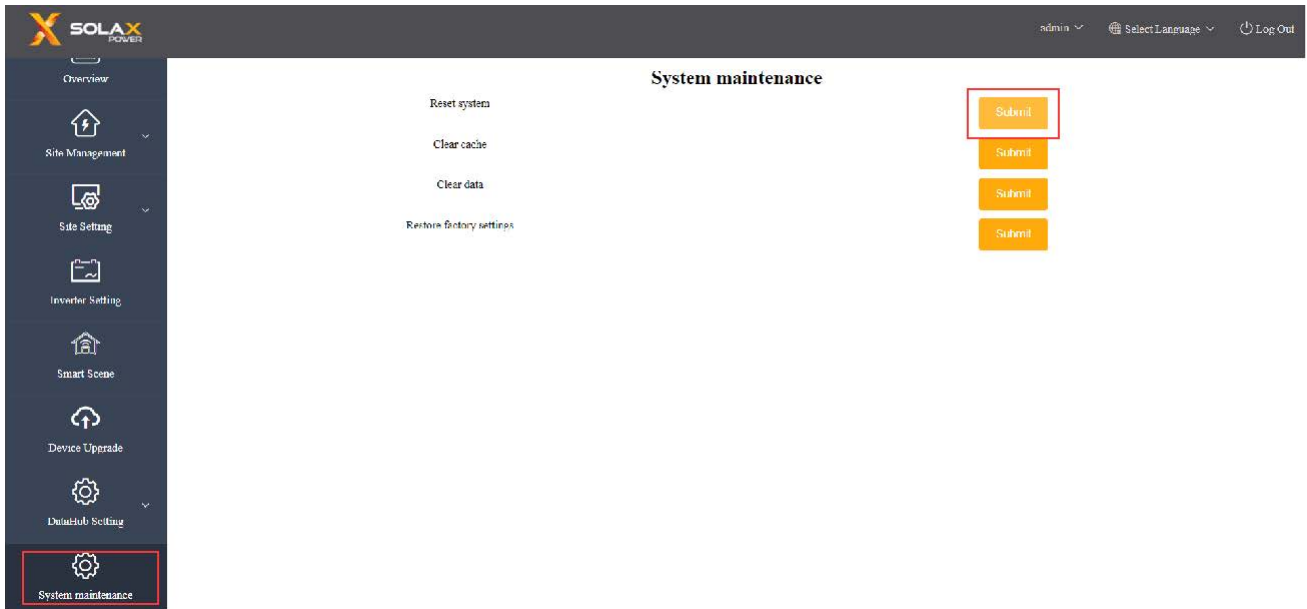 SOLAX
POWER
admin
Select Language
Log Out
Overview
Site Management
Site Setting
Inverter Setting
Smart Scene
Device Upgrade
DataHub Setting
System maintenance
System maintenance
Reset system
Submit
Clear cache
Submit
Clear data
Submit
Restore factory settings
Submit